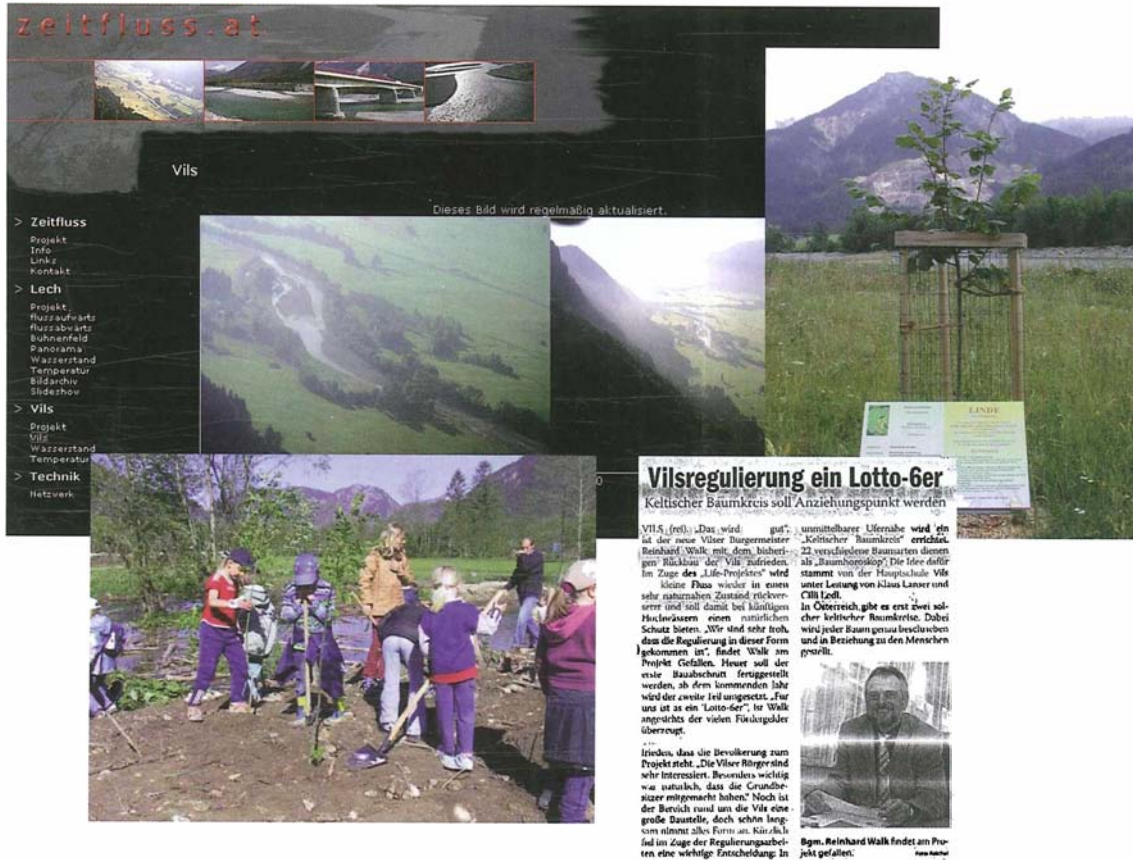 zeitfluss.at
Vils
Dieses Bild wird regelmäßig aktualisiert.
> Zeitfluss
Projekt
Info
Links
Kontakt
> Lech
Projekt
flussaufwärts
flussabwärts
Buhnenfeld
Panorama
Wasserstand
Temperatur
Bildarchiv
Slideshow
> Vils
Projekt
Vils
Wasserstand
Temperatur
> Technik
Netzwerk
LINDE
Vilsregulierung ein Lotto-6er
Keltischer Baumkreis soll Anziehungspunkt werden
VILS (rei). „Das wird gut",
ist der neue Vilser Bürgermeister
Reinhard Walk mit dem bisheri-
gen Rückbau der Vils zufrieden.
Im Zuge des „Life-Projektes" wird
kleine Fluss wieder in einen
sehr naturnahen Zustand rückver-
setzt und soll damit bei künftigen
Hochwässern einen natürlichen
Schutz bieten. „Wir sind sehr froh,
dass die Regulierung in dieser Form
gekommen ist", findet Walk am
Projekt Gefallen. Heuer soll der
erste Bauabschnitt fertiggestellt
werden, ab dem kommenden Jahr
wird der zweite Teil umgesetzt. „Für
uns ist as ein 'Lotto-6er", ist Walk
angesichts der vielen Fördergelder
überzeugt.
frieden, dass die Bevölkerung zum
Projekt steht. „Die Vilser Bürger sind
sehr interessiert. Besonders wichtig
war natürlich, dass die Grundbe-
sitzer mitgemacht haben." Noch ist
der Bereich rund um die Vils eine
große Baustelle, doch schön lang-
sam nimmt alles Form an. Kürzlich
fiel im Zuge der Regulierungsarbei-
ten eine wichtige Entscheidung: In
unmittelbarer Ufernähe wird ein
„Keltischer Baumkreis" errichtet.
22 verschiedene Baumarten dienen
als „Baumhoroskop". Die Idee dafür
stammt von der Hauptschule Vils
unter Leitung von Klaus Lanser und
Cilli Lodl.
In Österreich gibt es erst zwei sol-
cher keltischer Baumkreise. Dabei
wird jeder Baum genau beschrieben
und in Beziehung zu den Menschen
gestellt.
Bgm. Reinhard Walk findet am Pro-
jekt gefallen.